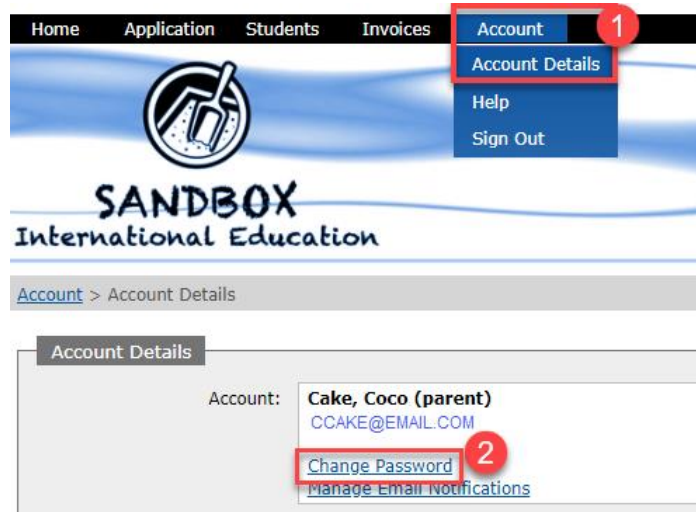 Home Application Students Invoices Account 1
Account Details
Help
Sign Out
SANDBOX
International Education
Account > Account Details
Account Details
Account: Cake, Coco (parent)
CCAKE@EMAIL.COM
Change Password 2
Manage Email Notifications